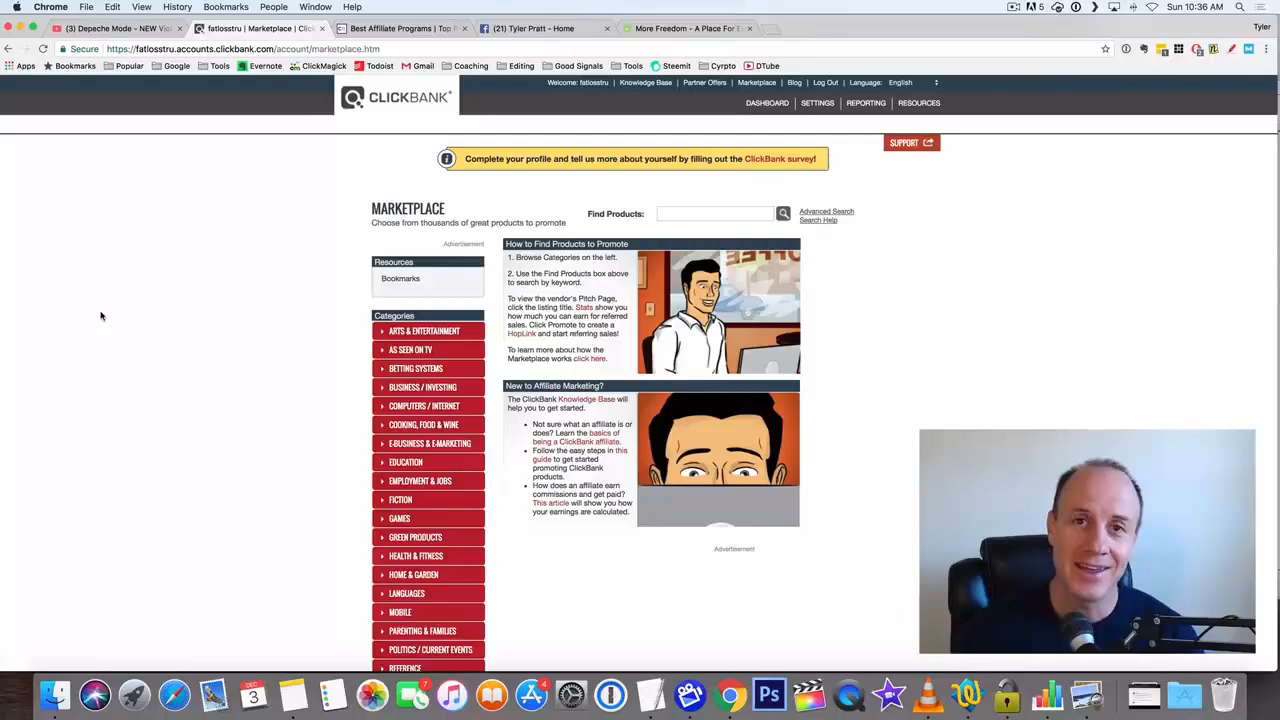 Chrome File Edit View History Bookmarks People Window Help
5
Sun 10:36 AM
(3) Depeche Mode - NEW Viol
fatlosstru | Marketplace | Click
Best Affiliate Programs | Top P
(21) Tyler Pratt - Home
More Freedom - A Place For E
Tyler
Secure https://fatlosstru.accounts.clickbank.com/account/marketplace.htm
Apps Bookmarks Popular Google Tools Evernote ClickMagick Todoist Gmail Coaching Editing Good Signals Tools Steemit Cyrpto DTube
Welcome: fatlosstru Knowledge Base Partner Offers Marketplace Blog Log Out Language: English
CLICKBANK
DASHBOARD SETTINGS REPORTING RESOURCES
SUPPORT
Complete your profile and tell us more about yourself by filling out the ClickBank survey!
MARKETPLACE
Choose from thousands of great products to promote
Find Products:
Advanced Search
Search Help
Advertisement
Resources
Bookmarks
Categories
ARTS & ENTERTAINMENT
AS SEEN ON TV
BETTING SYSTEMS
BUSINESS / INVESTING
COMPUTERS / INTERNET
COOKING, FOOD & WINE
E-BUSINESS & E-MARKETING
EDUCATION
EMPLOYMENT & JOBS
FICTION
GAMES
GREEN PRODUCTS
HEALTH & FITNESS
HOME & GARDEN
LANGUAGES
MOBILE
PARENTING & FAMILIES
POLITICS / CURRENT EVENTS
REFERENCE
How to Find Products to Promote
1. Browse Categories on the left.
2. Use the Find Products box above
to search by keyword.
To view the vendor's Pitch Page,
click the listing title. Stats show you
how much you can earn for referred
sales. Click Promote to create a
HopLink and start referring sales!
To learn more about how the
Marketplace works click here.
New to Affiliate Marketing?
The ClickBank Knowledge Base will
help you to get started.
Not sure what an affiliate is or
does? Learn the basics of
being a ClickBank affiliate.
Follow the easy steps in this
guide to get started
promoting ClickBank
products.
How does an affiliate earn
commissions and get paid?
This article will show you how
your earnings are calculated.
Advertisement
DEC
3
7
4
Ps